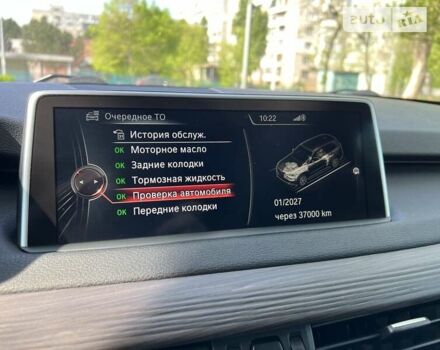 AUTO RIA
Очередное ТО
10:22
История обслуж.
OK Моторное масло
OK Задние колодки
OK Тормозная жидкость
OK Проверка автомобиля
OK Передние колодки
01/2027
через 37000 km